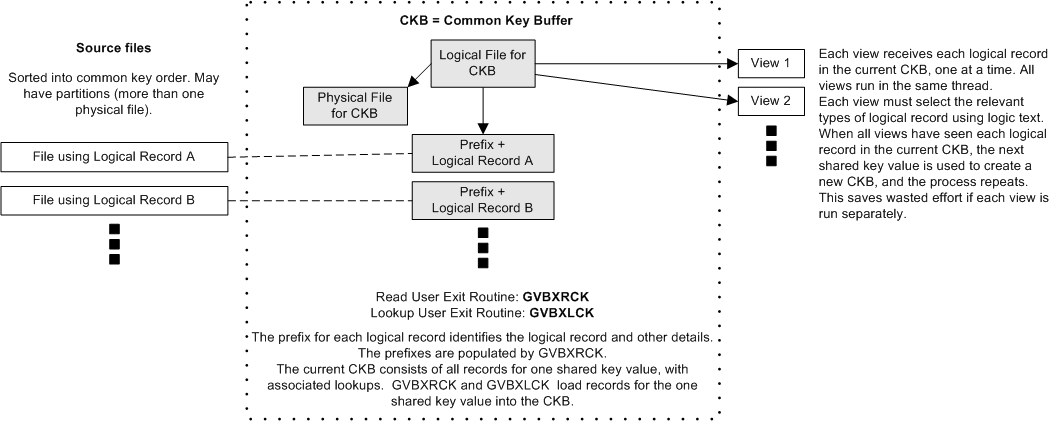 Source files
Sorted into common key order. May
have partitions (more than one
physical file).
File using Logical Record A
File using Logical Record B
CKB = Common Key Buffer
Logical File for
CKB
Physical File
for CKB
Prefix +
Logical Record A
Prefix +
Logical Record B
Read User Exit Routine: GVBXRCK
Lookup User Exit Routine: GVBXLCK
The prefix for each logical record identifies the logical record and other details.
The prefixes are populated by GVBXRCK.
The current CKB consists of all records for one shared key value, with
associated lookups. GVBXRCK and GVBXLCK load records for the one
shared key value into the CKB.
View 1
View 2
Each view receives each logical record
in the current CKB, one at a time. All
views run in the same thread.
Each view must select the relevant
types of logical record using logic text.
When all views have seen each logical
record in the current CKB, the next
shared key value is used to create a
new CKB, and the process repeats.
This saves wasted effort if each view is
run separately.